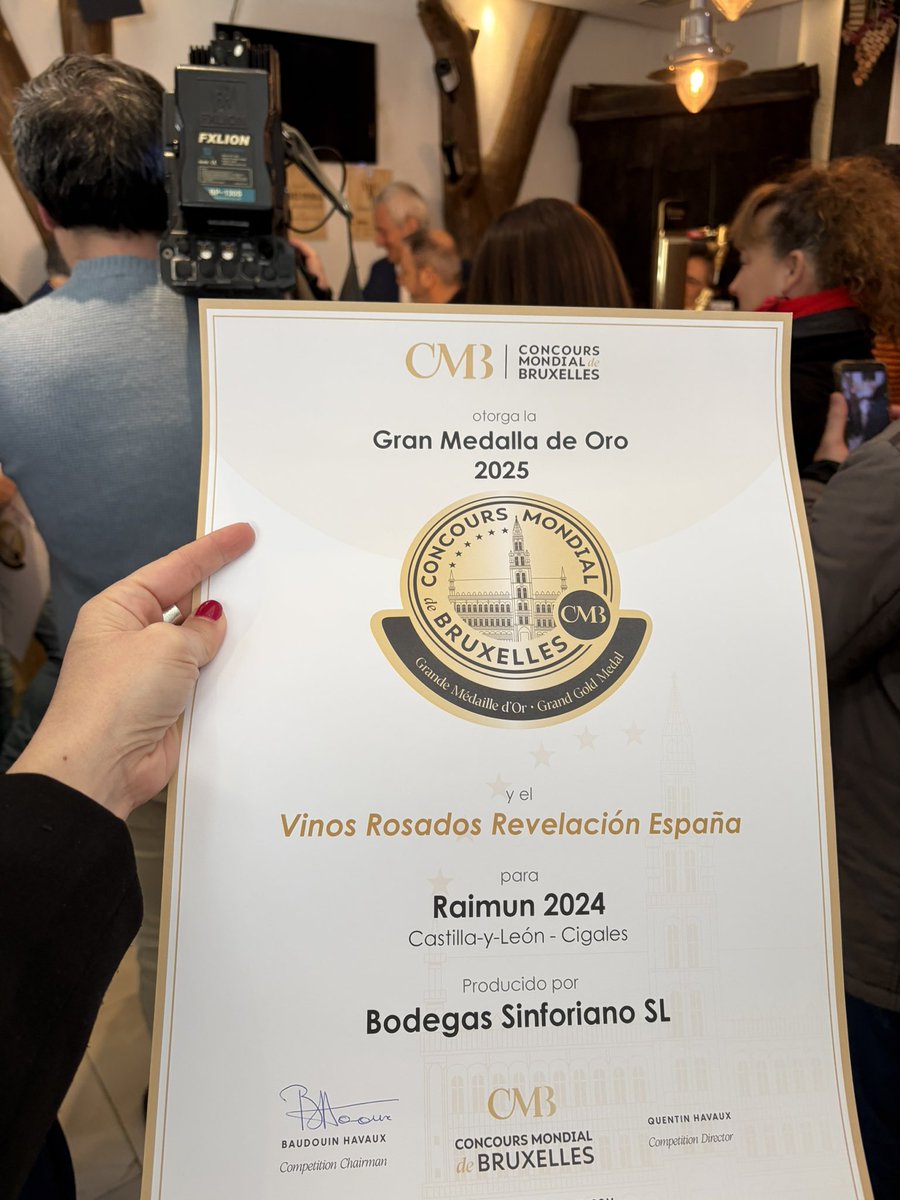 FXLION
CMB
CONCOURS
MONDIAL de
BRUXELLES
otorga la
Gran Medalla de Oro
2025
CONCOURS MONDIAL
de BRUXELLES
CMB
Grande Médaille d'Or • Grand Gold Medal
y el
Vinos Rosados Revelación España
para
Raimun 2024
Castilla-y-León - Cigales
Producido por
Bodegas Sinforiano SL
BAUDOUIN HAVAUX
Competition Chairman
CMB
CONCOURS MONDIAL
de BRUXELLES
QUENTIN HAVAUX
Competition Director